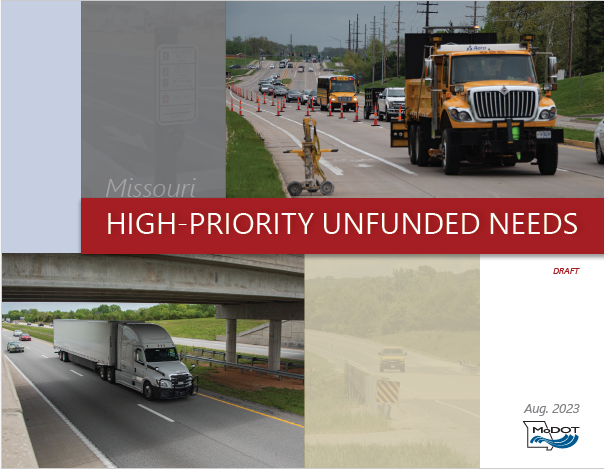 Missouri
HIGH-PRIORITY UNFUNDED NEEDS
DRAFT
Aug. 2023
MoDOT